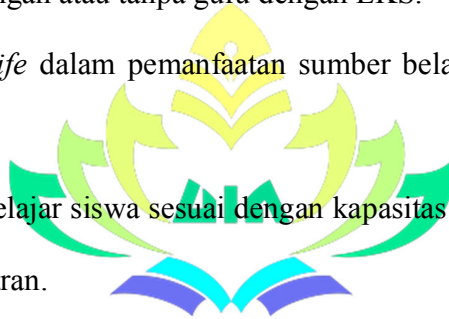 ngan atau tanpa guru dengan LKS.
ife dalam pemanfaatan sumber bela
elajar siswa sesuai dengan kapasitas
ran.